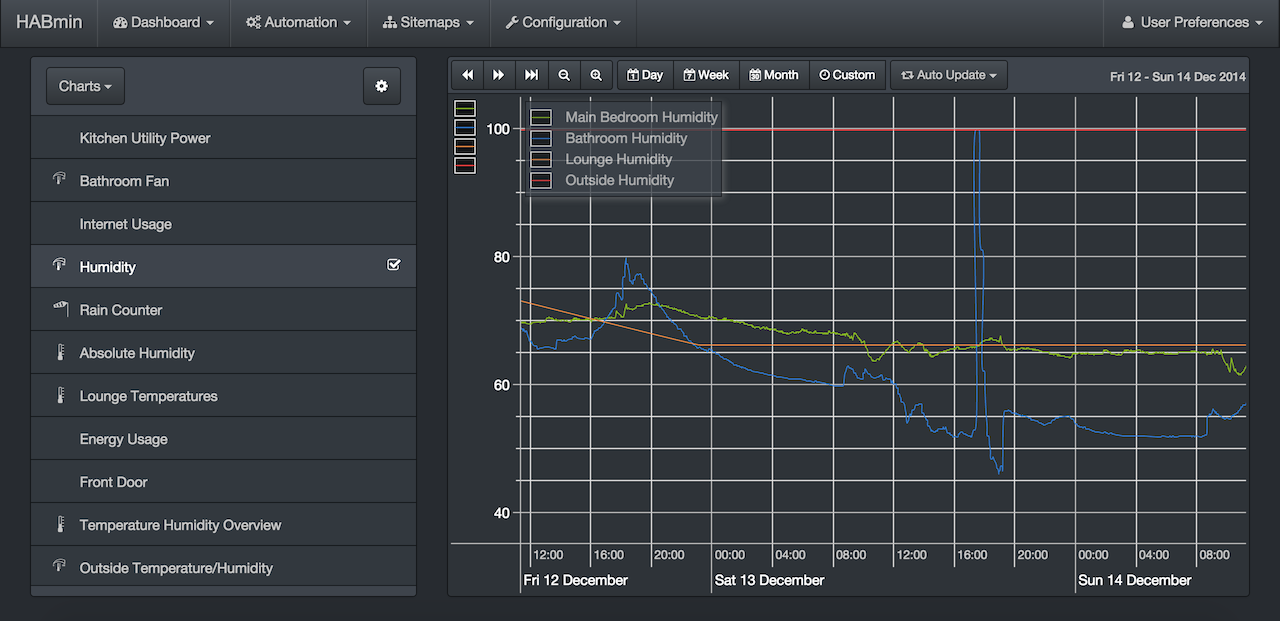 HABmin Dashboard Automation Sitemaps Configuration User Preferences
Charts
Kitchen Utility Power
Bathroom Fan
Internet Usage
Humidity
Rain Counter
Absolute Humidity
Lounge Temperatures
Energy Usage
Front Door
Temperature Humidity Overview
Outside Temperature/Humidity
Day Week Month Custom Auto Update Fri 12 - Sun 14 Dec 2014
Main Bedroom Humidity
Bathroom Humidity
Lounge Humidity
Outside Humidity
100
80
60
40
12:00 16:00 20:00 00:00 04:00 08:00 12:00 16:00 20:00 00:00 04:00 08:00
Fri 12 December Sat 13 December Sun 14 December